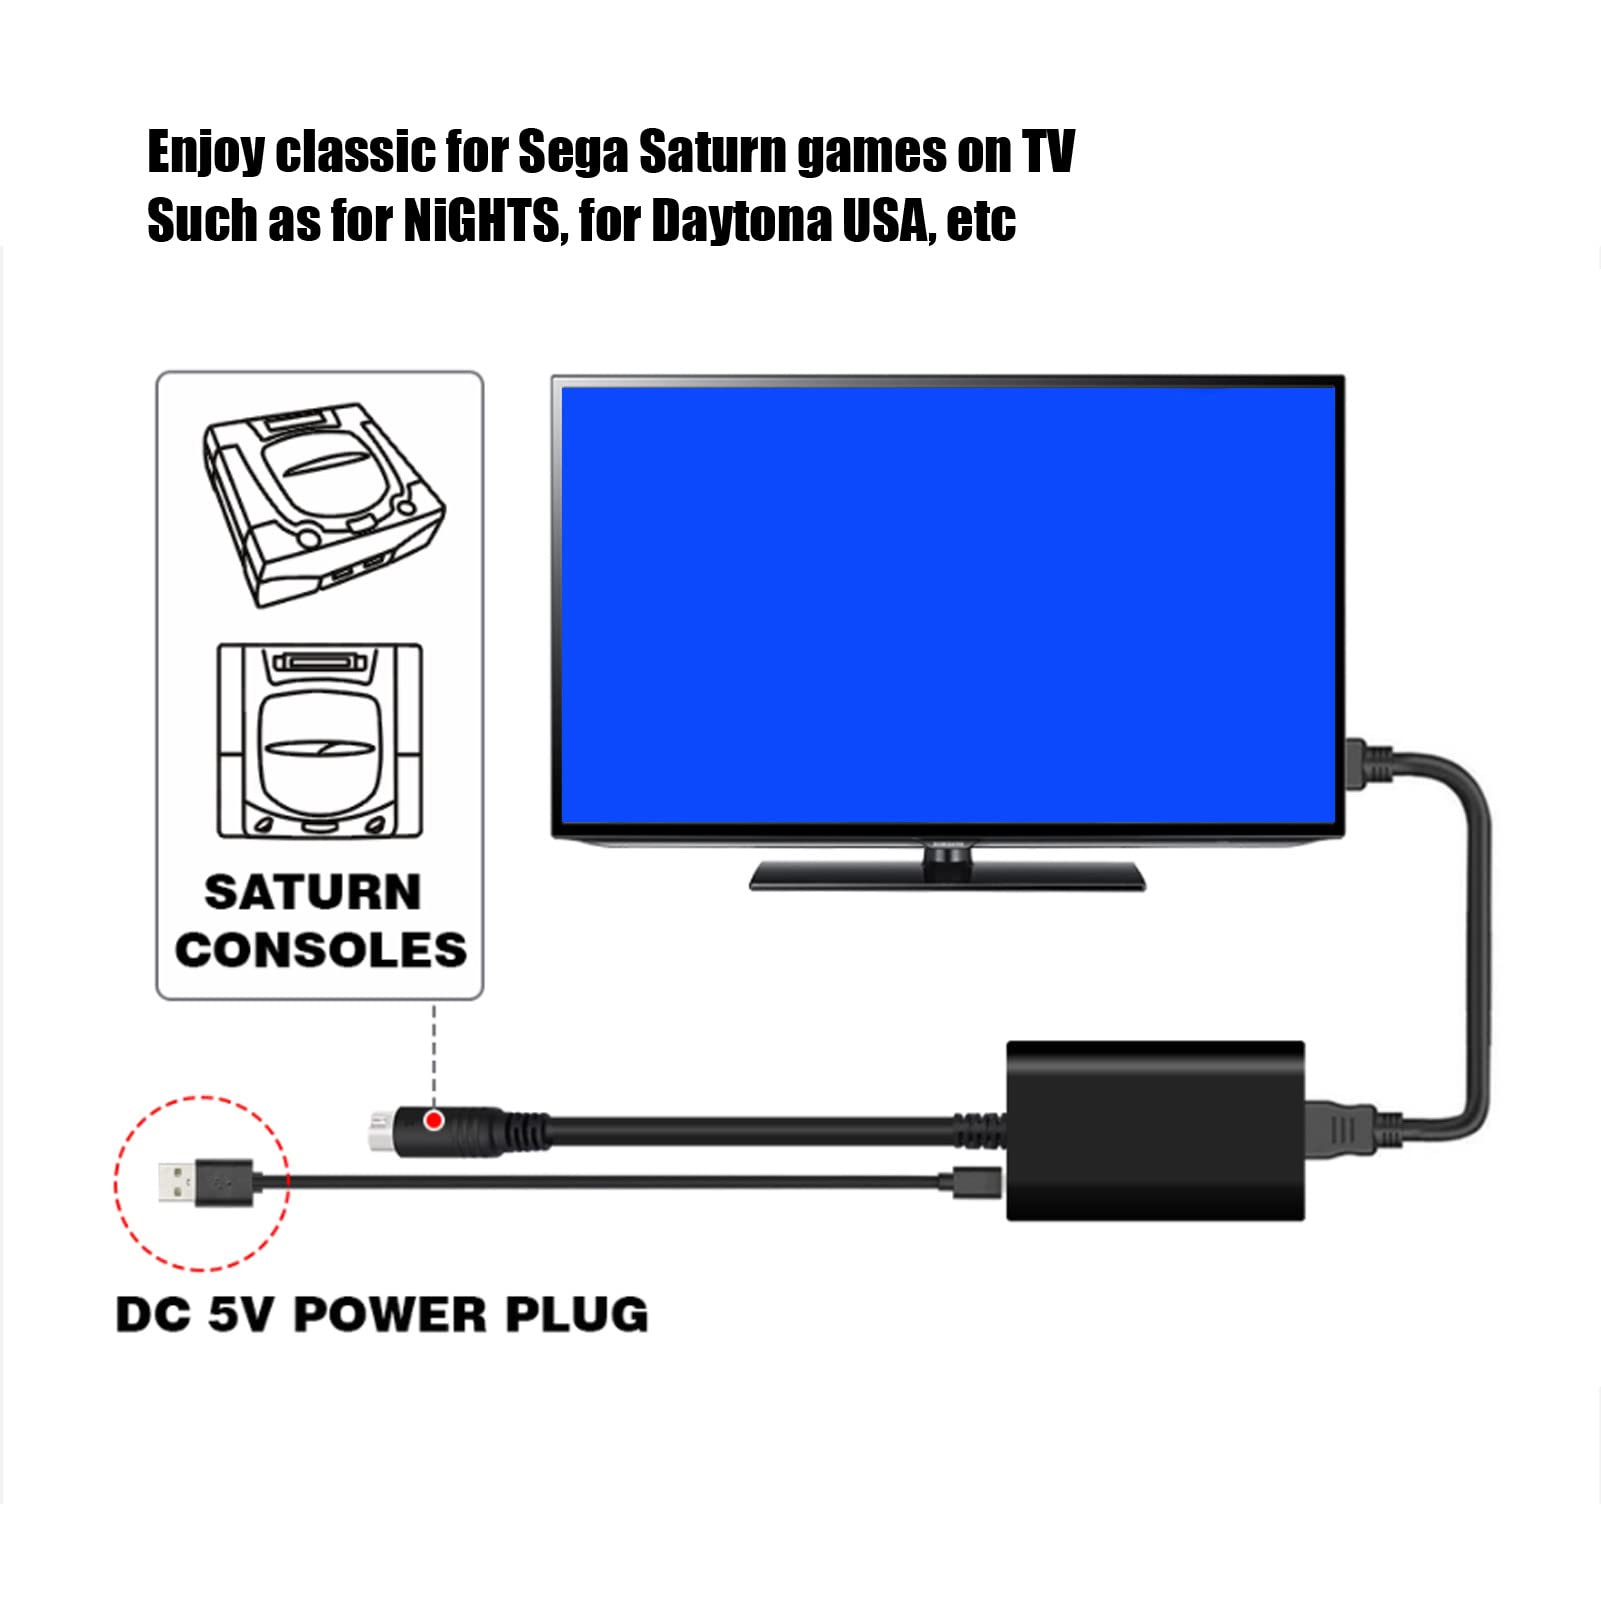 Enjoy classic for Sega Saturn games on TV
Such as for NiGHTS, for Daytona USA, etc
SATURN
CONSOLES
DC 5V POWER PLUG